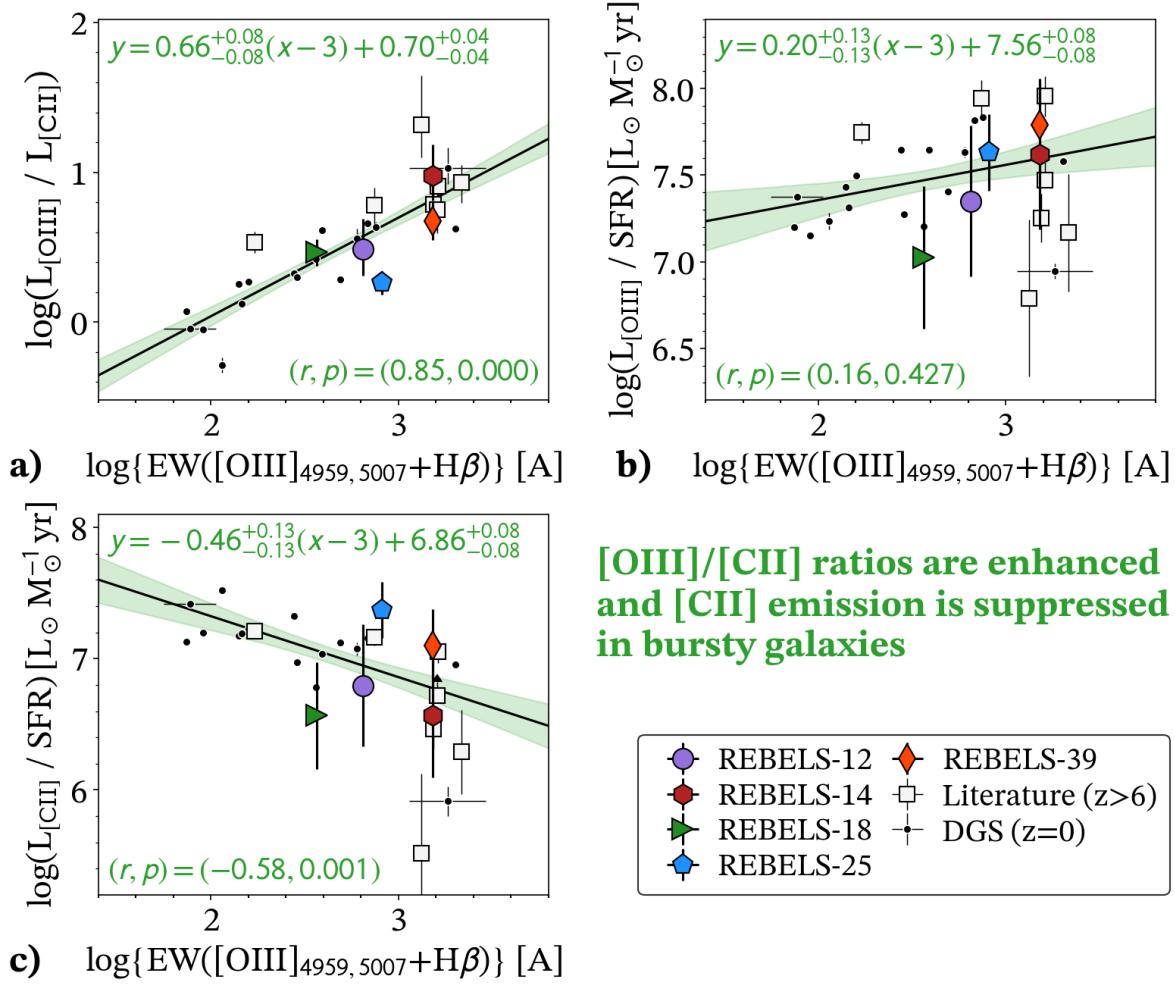 y = 0.66+0.08−0.08(x − 3) + 0.70+0.04−0.04
log(L[OIII] / L[CII])
2
1
0
(r, p) = (0.85, 0.000)
2 3
a) log{EW([OIII]4959, 5007+Hβ)} [A]
y = 0.20+0.13−0.13(x − 3) + 7.56+0.08−0.08
log(L[OIII] / SFR) [L⊙ M⊙−1 yr]
8.0
7.5
7.0
6.5
(r, p) = (0.16, 0.427)
2 3
b) log{EW([OIII]4959, 5007+Hβ)} [A]
y = −0.46+0.13−0.13(x − 3) + 6.86+0.08−0.08
log(L[CII] / SFR) [L⊙ M⊙−1 yr]
8
7
6
(r, p) = (−0.58, 0.001)
2 3
c) log{EW([OIII]4959, 5007+Hβ)} [A]
[OIII]/[CII] ratios are enhanced
and [CII] emission is suppressed
in bursty galaxies
REBELS-12
REBELS-14
REBELS-18
REBELS-25
REBELS-39
Literature (z>6)
DGS (z=0)